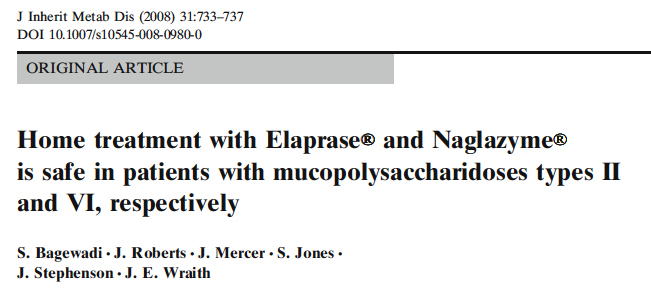 J Inherit Metab Dis (2008) 31:733–737
DOI 10.1007/s10545-008-0980-0
ORIGINAL ARTICLE
Home treatment with Elaprase® and Naglazyme®
is safe in patients with mucopolysaccharidoses types II
and VI, respectively
S. Bagewadi · J. Roberts · J. Mercer · S. Jones ·
J. Stephenson · J. E. Wraith